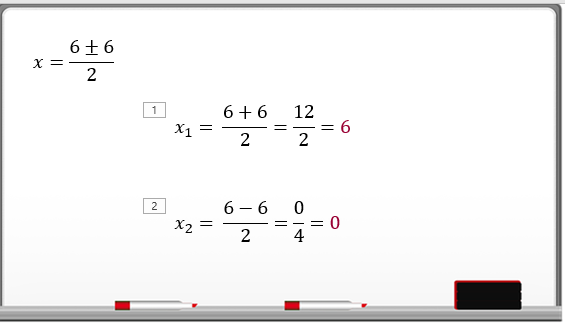 x = (6 ± 6)/2
1
x₁ = (6 + 6)/2 = 12/2 = 6
2
x₂ = (6 − 6)/2 = 0/4 = 0